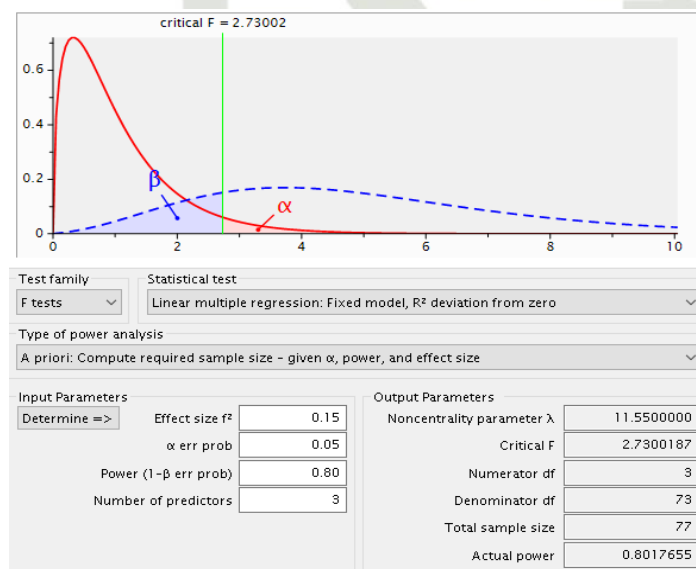 critical F = 2.73002
0.6
0.4
0.2
0
β
α
0 2 4 6 8 10
Test family
Statistical test
F tests
Linear multiple regression: Fixed model, R² deviation from zero
Type of power analysis
A priori: Compute required sample size - given α, power, and effect size
Input Parameters
Output Parameters
Determine => Effect size f² 0.15 Noncentrality parameter λ 11.5500000
α err prob 0.05 Critical F 2.7300187
Power (1-β err prob) 0.80 Numerator df 3
Number of predictors 3 Denominator df 73
Total sample size 77
Actual power 0.8017655